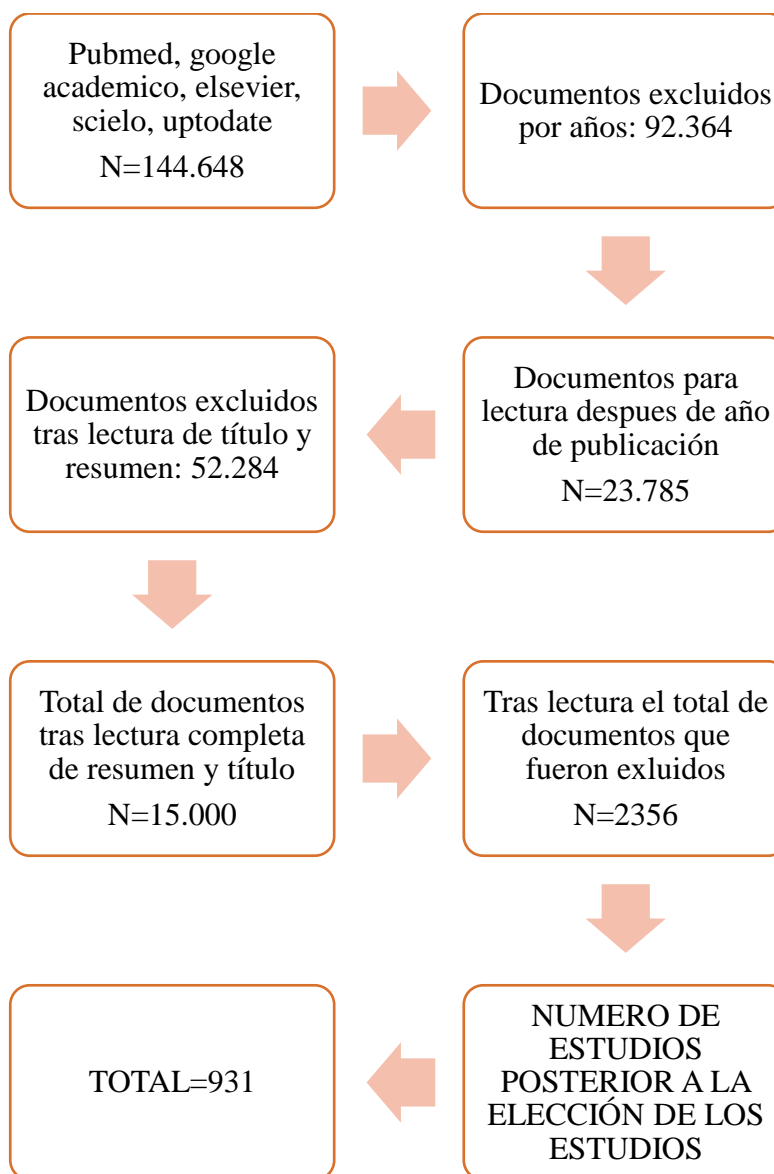 Pubmed, google
academico, elsevier,
scielo, uptodate
N=144.648
Documentos excluidos
por años: 92.364
Documentos para
lectura despues de año
de publicación
N=23.785
Documentos excluidos
tras lectura de título y
resumen: 52.284
Total de documentos
tras lectura completa
de resumen y título
N=15.000
Tras lectura el total de
documentos que
fueron exluidos
N=2356
NUMERO DE
ESTUDIOS
POSTERIOR A LA
ELECCIÓN DE LOS
ESTUDIOS
TOTAL=931